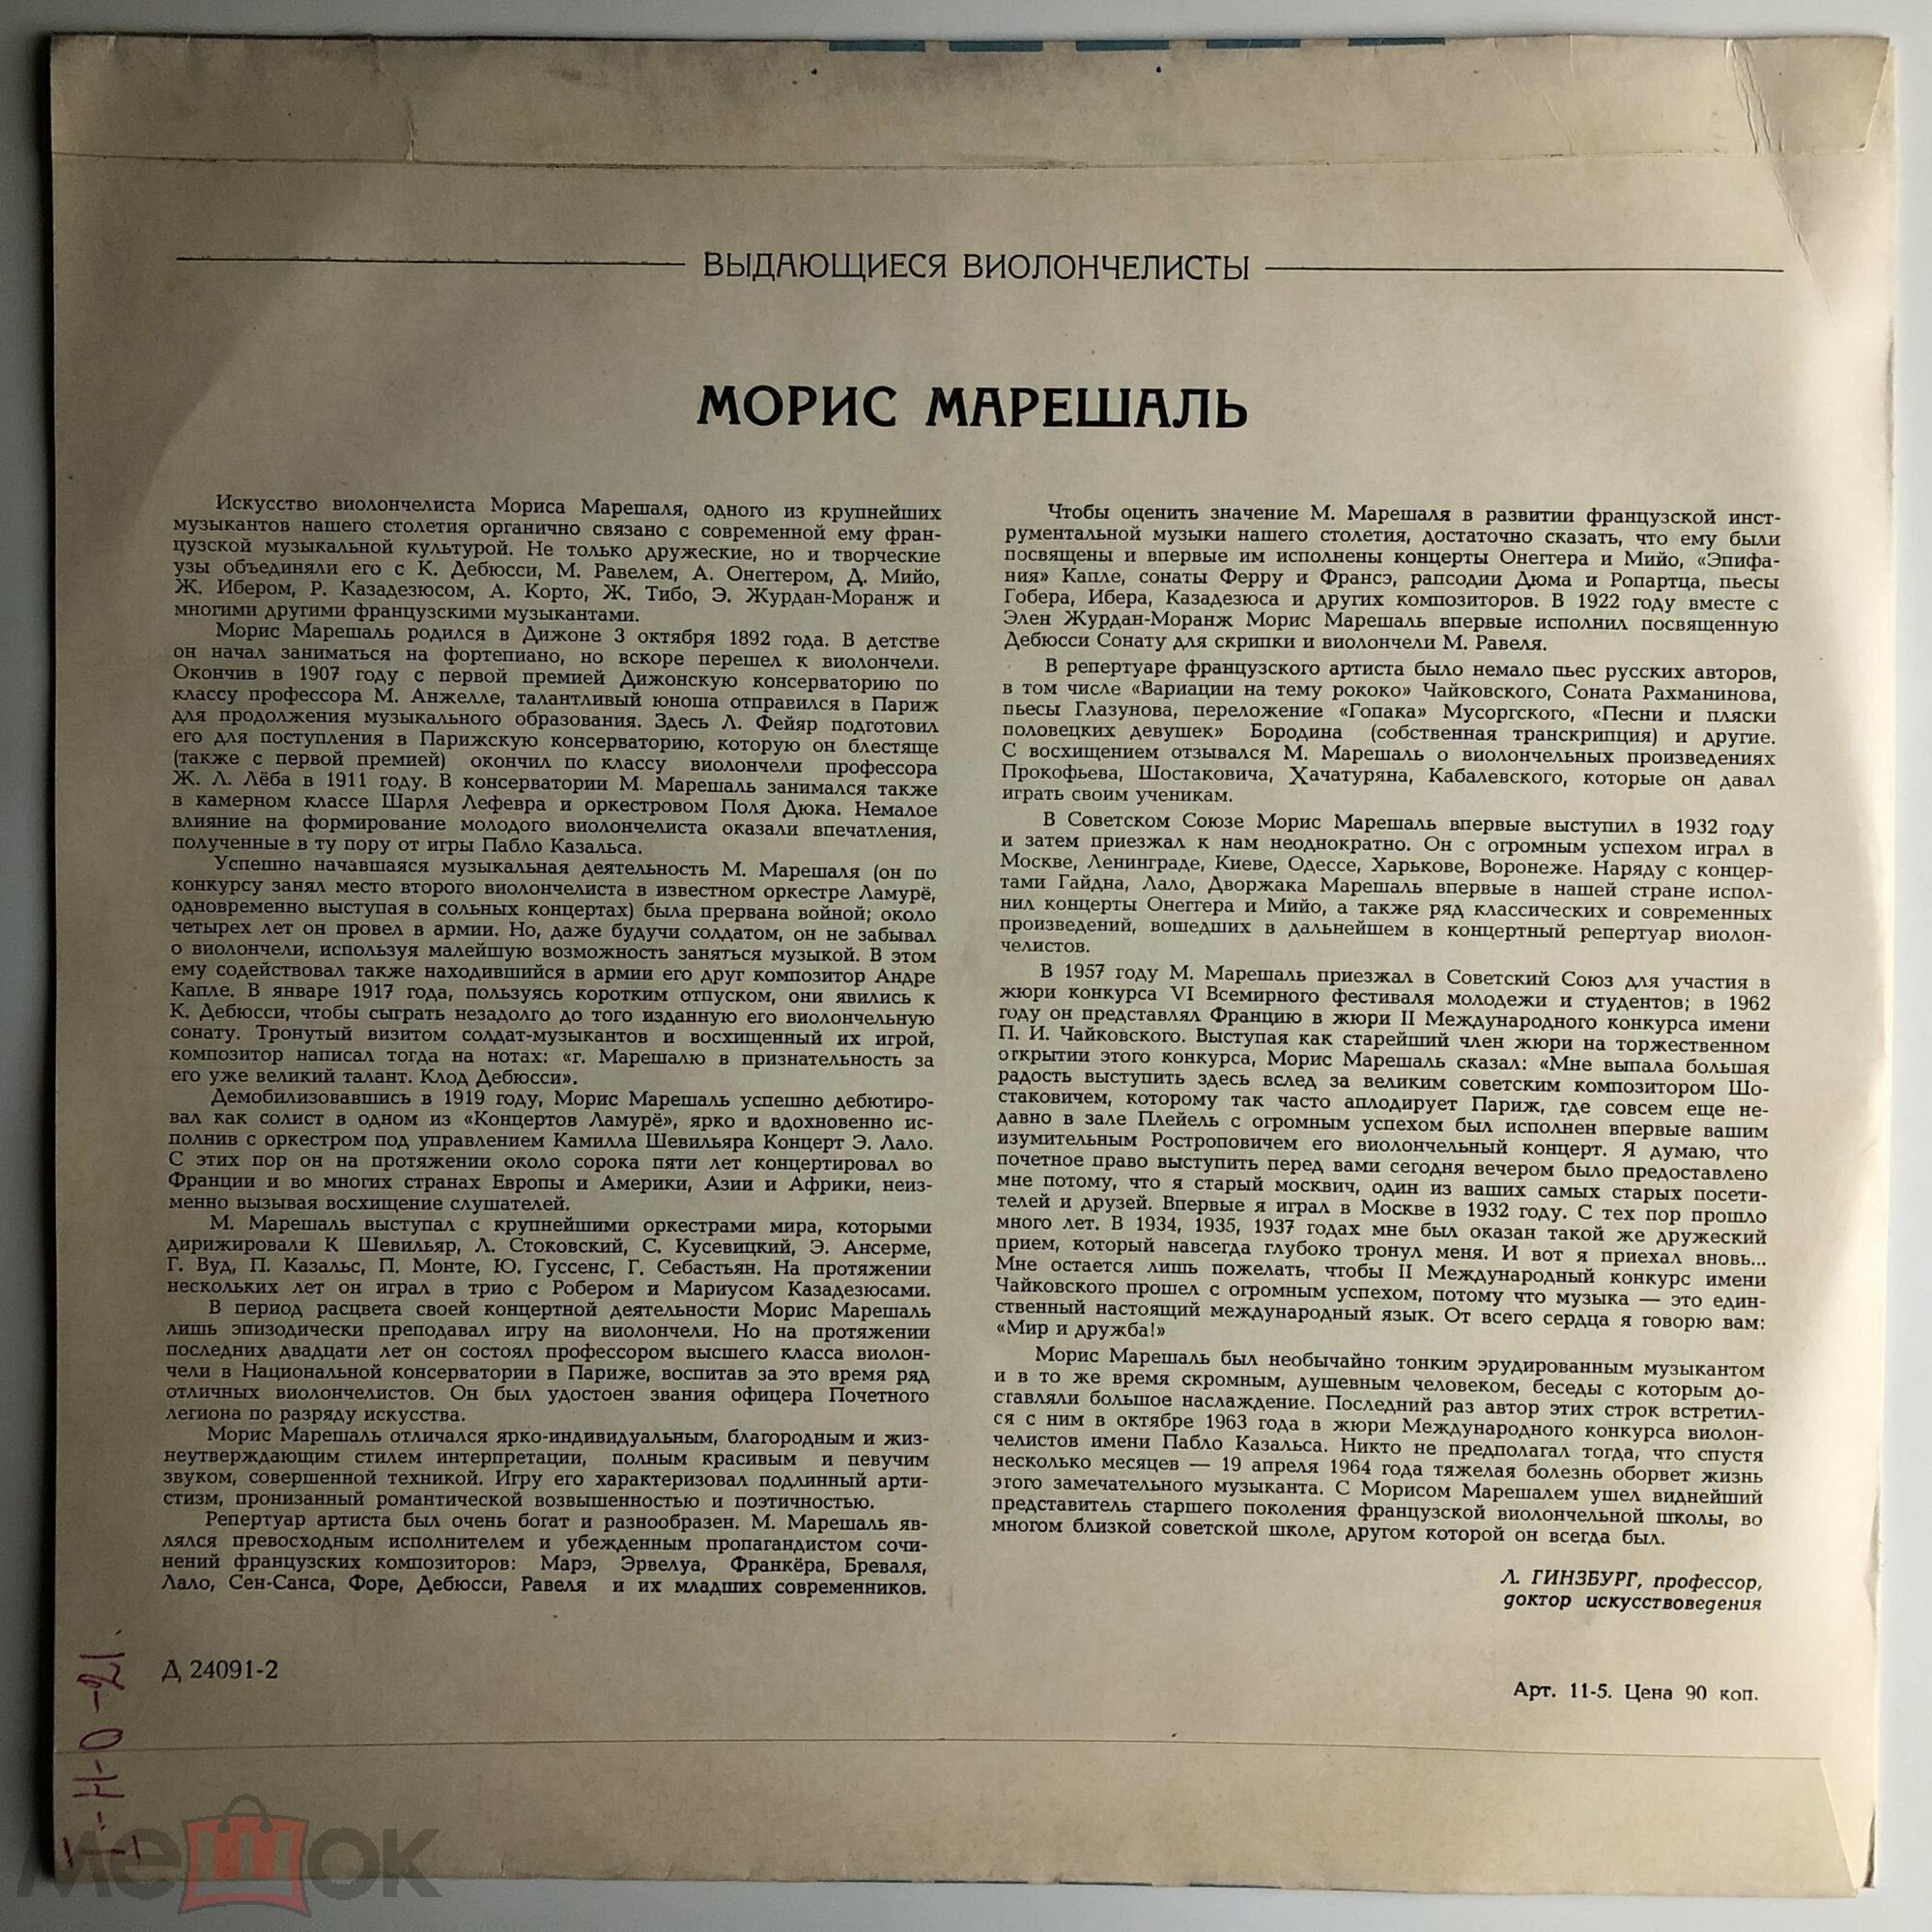 ВЫДАЮЩИЕСЯ ВИОЛОНЧЕЛИСТЫ
МОРИС МАРЕШАЛЬ
Искусство виолончелиста Мориса Марешаля, одного из крупнейших
музыкантов нашего столетия органично связано с современной ему фран-
цузской музыкальной культурой. Не только дружеские, но и творческие
узы объединяли его с К. Дебюсси, М. Равелем, А. Онеггером, Д. Мийо,
Ж. Ибером, Р. Казадезюсом, А. Корто, Ж. Тибо, Э. Журдан-Моранж и
многими другими французскими музыкантами.
Морис Марешаль родился в Дижоне 3 октября 1892 года. В детстве
он начал заниматься на фортепиано, но вскоре перешел к виолончели.
Окончив в 1907 году с первой премией Дижонскую консерваторию по
классу профессора М. Анжелле, талантливый юноша отправился в Париж
для продолжения музыкального образования. Здесь Л. Фейяр подготовил
его для поступления в Парижскую консерваторию, которую он блестяще
(также с первой премией) окончил по классу виолончели профессора
Ж. Л. Лёба в 1911 году. В консерватории М. Марешаль занимался также
в камерном классе Шарля Лефевра и оркестровом Поля Дюка. Немалое
влияние на формирование молодого виолончелиста оказали впечатления,
полученные в ту пору от игры Пабло Казальса.
Успешно начавшаяся музыкальная деятельность М. Марешаля (он по
конкурсу занял место второго виолончелиста в известном оркестре Ламурё,
одновременно выступая в сольных концертах) была прервана войной; около
четырех лет он провел в армии. Но, даже будучи солдатом, он не забывал
о виолончели, используя малейшую возможность заняться музыкой. В этом
ему содействовал также находившийся в армии его друг композитор Андре
Капле. В январе 1917 года, пользуясь коротким отпуском, они явились к
К. Дебюсси, чтобы сыграть незадолго до того изданную его виолончельную
сонату. Тронутый визитом солдат-музыкантов и восхищенный их игрой,
композитор написал тогда на нотах: «г. Марешалю в признательность за
его уже великий талант. Клод Дебюсси».
Демобилизовавшись в 1919 году, Морис Марешаль успешно дебютиро-
вал как солист в одном из «Концертов Ламурё», ярко и вдохновенно ис-
полнив с оркестром под управлением Камилла Шевильяра Концерт Э. Лало.
С этих пор он на протяжении около сорока пяти лет концертировал во
Франции и во многих странах Европы и Америки, Азии и Африки, неиз-
менно вызывая восхищение слушателей.
М. Марешаль выступал с крупнейшими оркестрами мира, которыми
дирижировали К Шевильяр, Л. Стоковский, С. Кусевицкий, Э. Ансерме,
Г. Вуд, П. Казальс, П. Монте, Ю. Гуссенс, Г. Себастьян. На протяжении
нескольких лет он играл в трио с Робером и Мариусом Казадезюсами.
В период расцвета своей концертной деятельности Морис Марешаль
лишь эпизодически преподавал игру на виолончели. Но на протяжении
последних двадцати лет он состоял профессором высшего класса виолон-
чели в Национальной консерватории в Париже, воспитав за это время ряд
отличных виолончелистов. Он был удостоен звания офицера Почетного
легиона по разряду искусства.
Морис Марешаль отличался ярко-индивидуальным, благородным и жиз-
неутверждающим стилем интерпретации, полным красивым и певучим
звуком, совершенной техникой. Игру его характеризовал подлинный арти-
стизм, пронизанный романтической возвышенностью и поэтичностью.
Репертуар артиста был очень богат и разнообразен. М. Марешаль яв-
лялся превосходным исполнителем и убежденным пропагандистом сочи-
нений французских композиторов: Марэ, Эрвелуа, Франкёра, Бреваля,
Лало, Сен-Санса, Форе, Дебюсси, Равеля и их младших современников.
Чтобы оценить значение М. Марешаля в развитии французской инст-
рументальной музыки нашего столетия, достаточно сказать, что ему были
посвящены и впервые им исполнены концерты Онеггера и Мийо, «Эпифа-
ния» Капле, сонаты Ферру и Франсэ, рапсодии Дюма и Ропартца, пьесы
Гобера, Ибера, Казадезюса и других композиторов. В 1922 году вместе с
Элен Журдан-Моранж Морис Марешаль впервые исполнил посвященную
Дебюсси Сонату для скрипки и виолончели М. Равеля.
В репертуаре французского артиста было немало пьес русских авторов,
в том числе «Вариации на тему рококо» Чайковского, Соната Рахманинова,
пьесы Глазунова, переложение «Гопака» Мусоргского, «Песни и пляски
половецких девушек» Бородина (собственная транскрипция) и другие.
С восхищением отзывался М. Марешаль о виолончельных произведениях
Прокофьева, Шостаковича, Хачатуряна, Кабалевского, которые он давал
играть своим ученикам.
В Советском Союзе Морис Марешаль впервые выступил в 1932 году
и затем приезжал к нам неоднократно. Он с огромным успехом играл в
Москве, Ленинграде, Киеве, Одессе, Харькове, Воронеже. Наряду с концер-
тами Гайдна, Лало, Дворжака Марешаль впервые в нашей стране испол-
нил концерты Онеггера и Мийо, а также ряд классических и современных
произведений, вошедших в дальнейшем в концертный репертуар виолон-
челистов.
В 1957 году М. Марешаль приезжал в Советский Союз для участия в
жюри конкурса VI Всемирного фестиваля молодежи и студентов; в 1962
году он представлял Францию в жюри II Международного конкурса имени
П. И. Чайковского. Выступая как старейший член жюри на торжественном
открытии этого конкурса, Морис Марешаль сказал: «Мне выпала большая
радость выступить здесь вслед за великим советским композитором Шо-
стаковичем, которому так часто аплодирует Париж, где совсем еще не-
давно в зале Плейель с огромным успехом был исполнен впервые вашим
изумительным Ростроповичем его виолончельный концерт. Я думаю, что
почетное право выступить перед вами сегодня вечером было предоставлено
мне потому, что я старый москвич, один из ваших самых старых посети-
телей и друзей. Впервые я играл в Москве в 1932 году. С тех пор прошло
много лет. В 1934, 1935, 1937 годах мне был оказан такой же дружеский
прием, который навсегда глубоко тронул меня. И вот я приехал вновь...
Мне остается лишь пожелать, чтобы II Международный конкурс имени
Чайковского прошел с огромным успехом, потому что музыка — это един-
ственный настоящий международный язык. От всего сердца я говорю вам:
«Мир и дружба!»
Морис Марешаль был необычайно тонким эрудированным музыкантом
и в то же время скромным, душевным человеком, беседы с которым до-
ставляли большое наслаждение. Последний раз автор этих строк встретил-
ся с ним в октябре 1963 года в жюри Международного конкурса виолон-
челистов имени Пабло Казальса. Никто не предполагал тогда, что спустя
несколько месяцев — 19 апреля 1964 года тяжелая болезнь оборвет жизнь
этого замечательного музыканта. С Морисом Марешалем ушел виднейший
представитель старшего поколения французской виолончельной школы, во
многом близкой советской школе, другом которой он всегда был.
Л. ГИНЗБУРГ, профессор,
доктор искусствоведения
Д 24091-2
Арт. 11-5. Цена 90 коп.
мешок